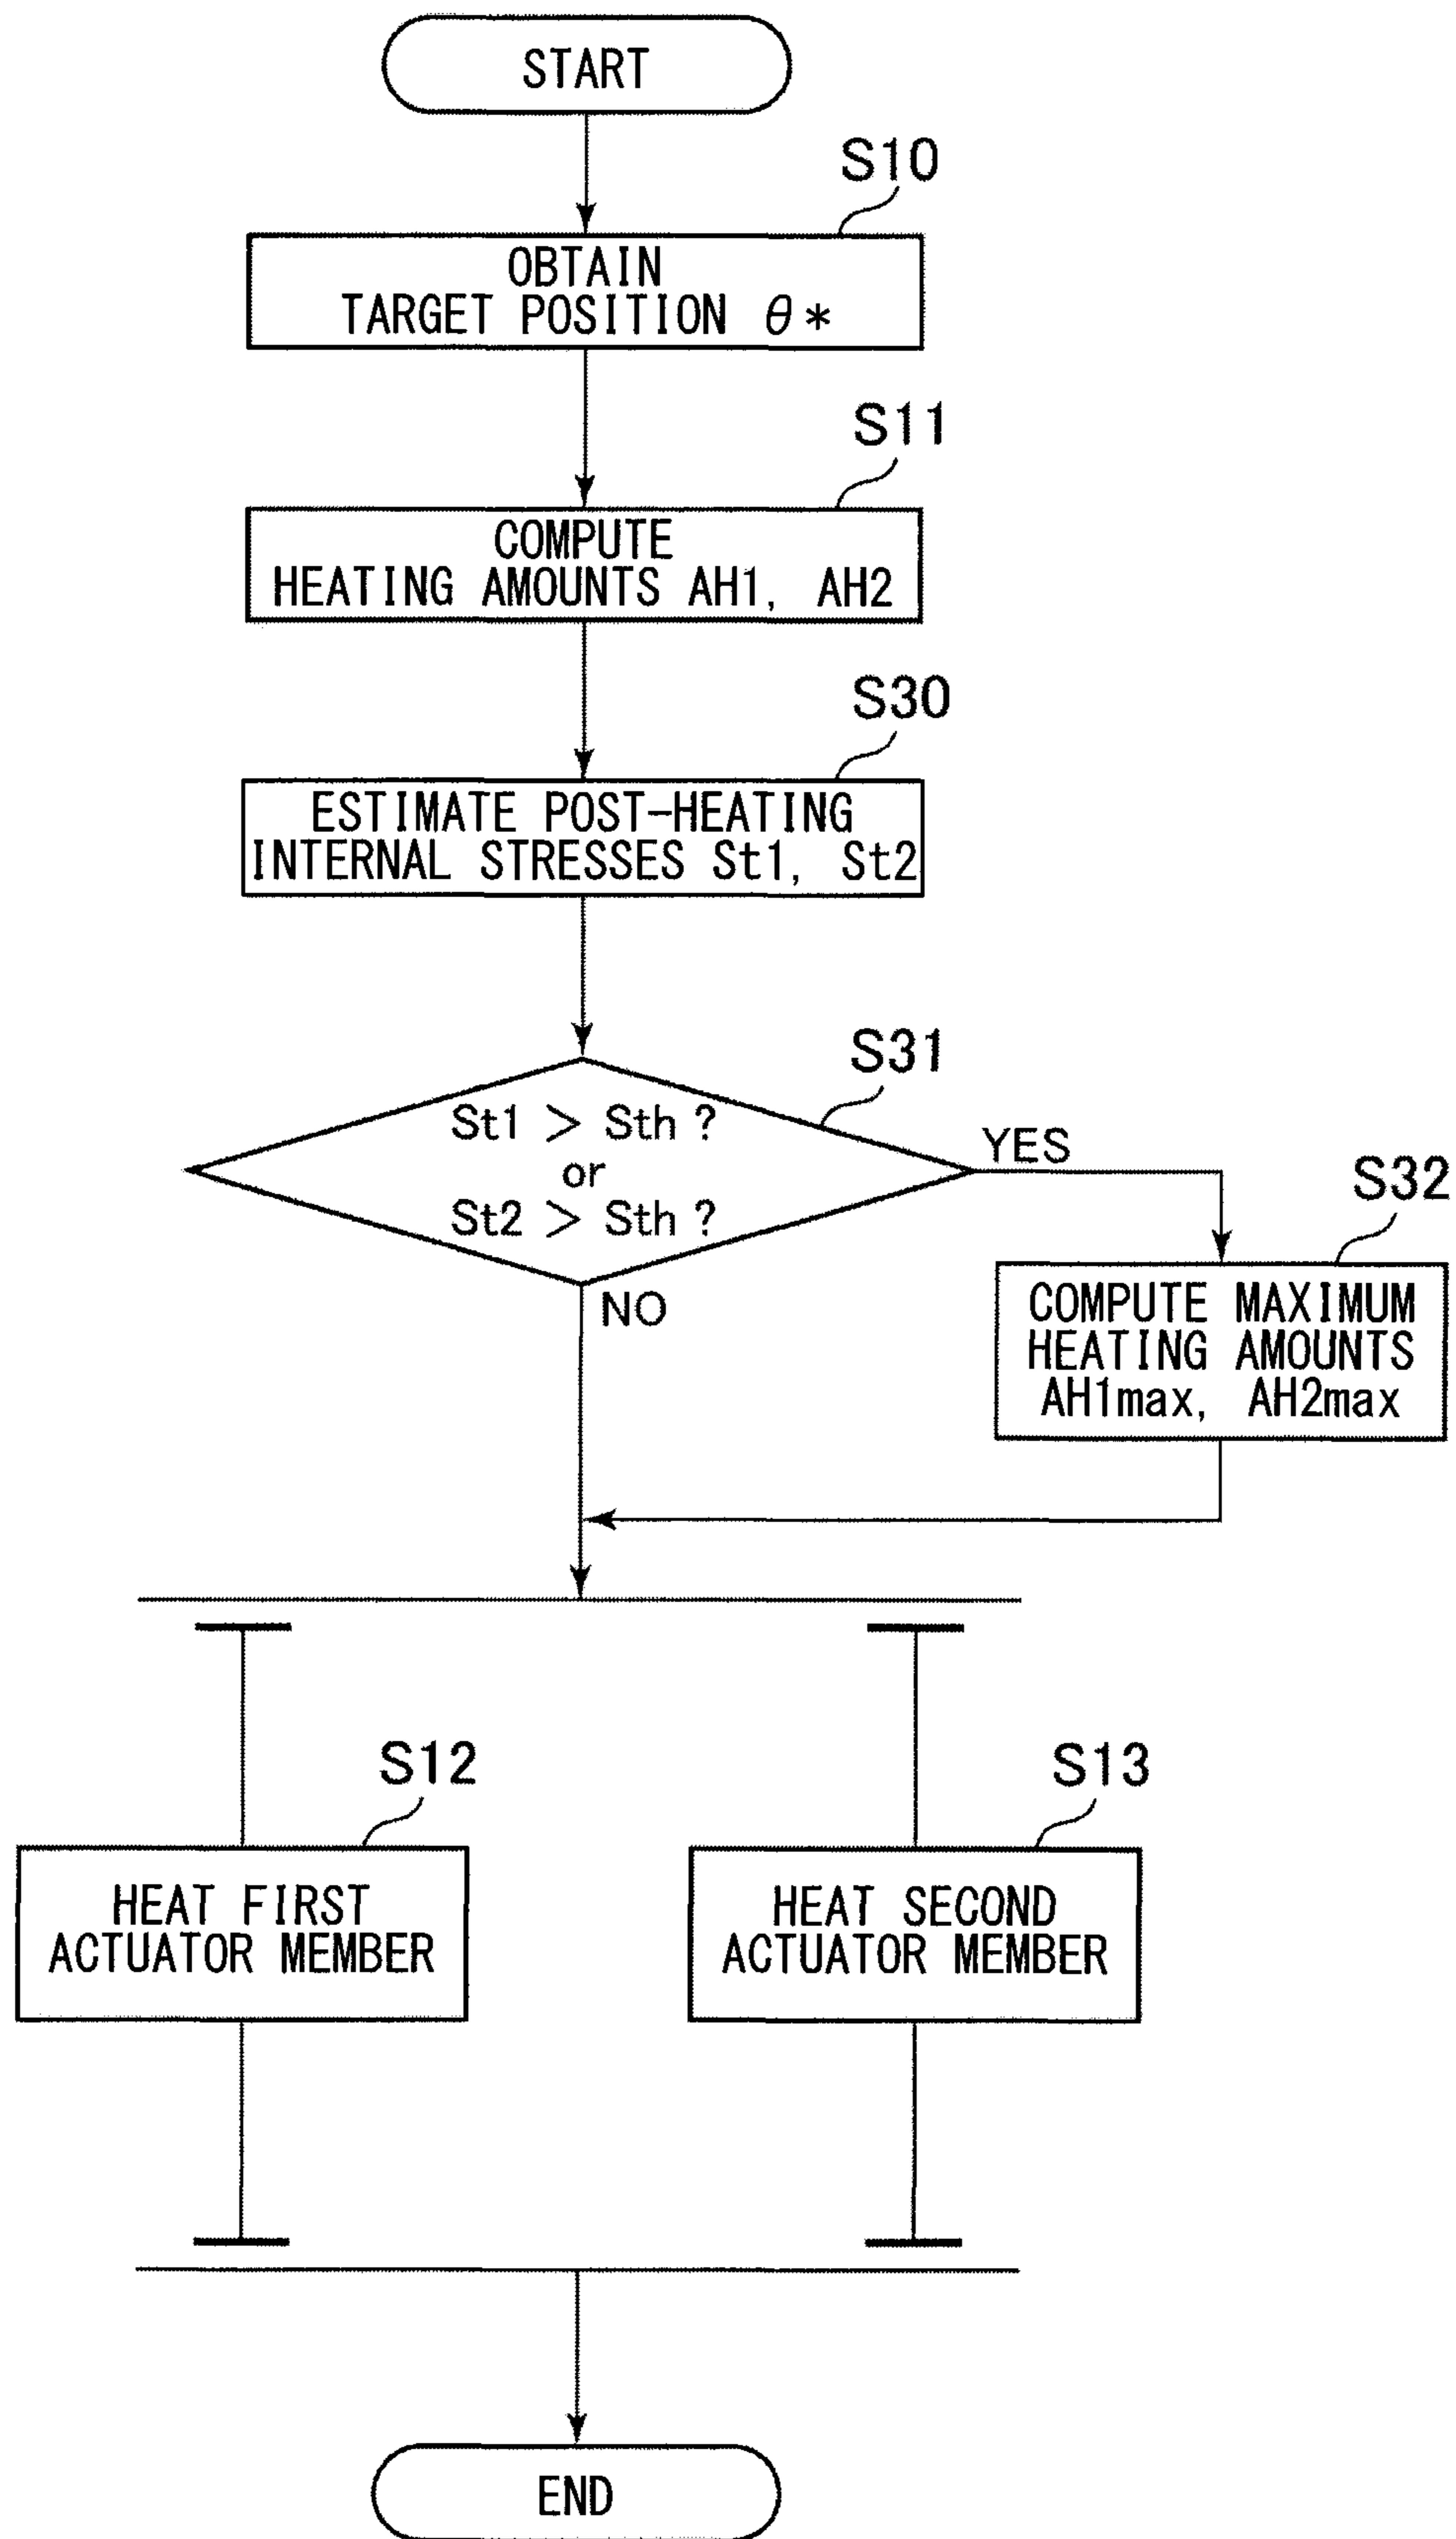 START
S10
OBTAIN
TARGET POSITION θ*
S11
COMPUTE
HEATING AMOUNTS AH1, AH2
S30
ESTIMATE POST-HEATING
INTERNAL STRESSES St1, St2
S31
St1 > Sth ?
or
St2 > Sth ?
YES
NO
S32
COMPUTE MAXIMUM
HEATING AMOUNTS
AH1max, AH2max
S12
HEAT FIRST
ACTUATOR MEMBER
S13
HEAT SECOND
ACTUATOR MEMBER
END